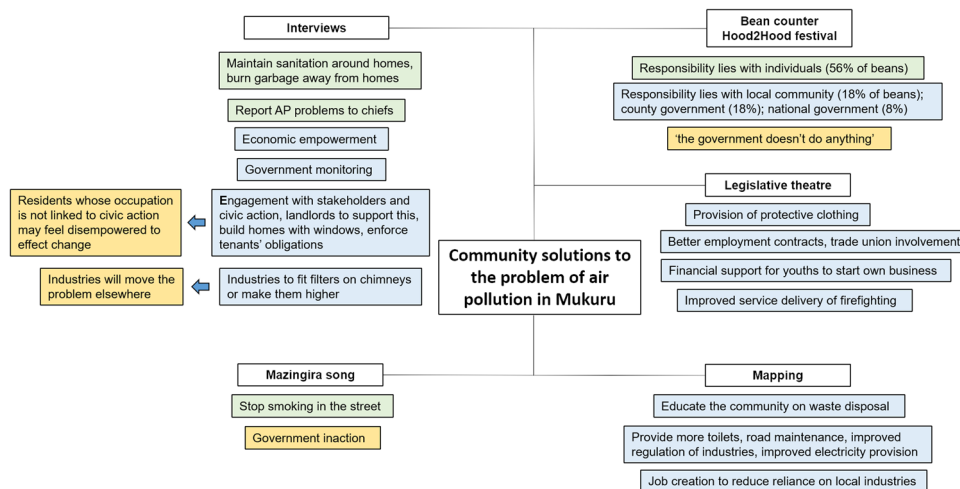 Interviews
Maintain sanitation around homes,
burn garbage away from homes
Report AP problems to chiefs
Economic empowerment
Government monitoring
Residents whose occupation
is not linked to civic action
may feel disempowered to
effect change
Engagement with stakeholders and
civic action, landlords to support this,
build homes with windows, enforce
tenants' obligations
Industries will move the
problem elsewhere
Industries to fit filters on chimneys
or make them higher
Community solutions to
the problem of air
pollution in Mukuru
Bean counter
Hood2Hood festival
Responsibility lies with individuals (56% of beans)
Responsibility lies with local community (18% of beans);
county government (18%); national government (8%)
‘the government doesn’t do anything’
Legislative theatre
Provision of protective clothing
Better employment contracts, trade union involvement
Financial support for youths to start own business
Improved service delivery of firefighting
Mazingira song
Stop smoking in the street
Government inaction
Mapping
Educate the community on waste disposal
Provide more toilets, road maintenance, improved
regulation of industries, improved electricity provision
Job creation to reduce reliance on local industries